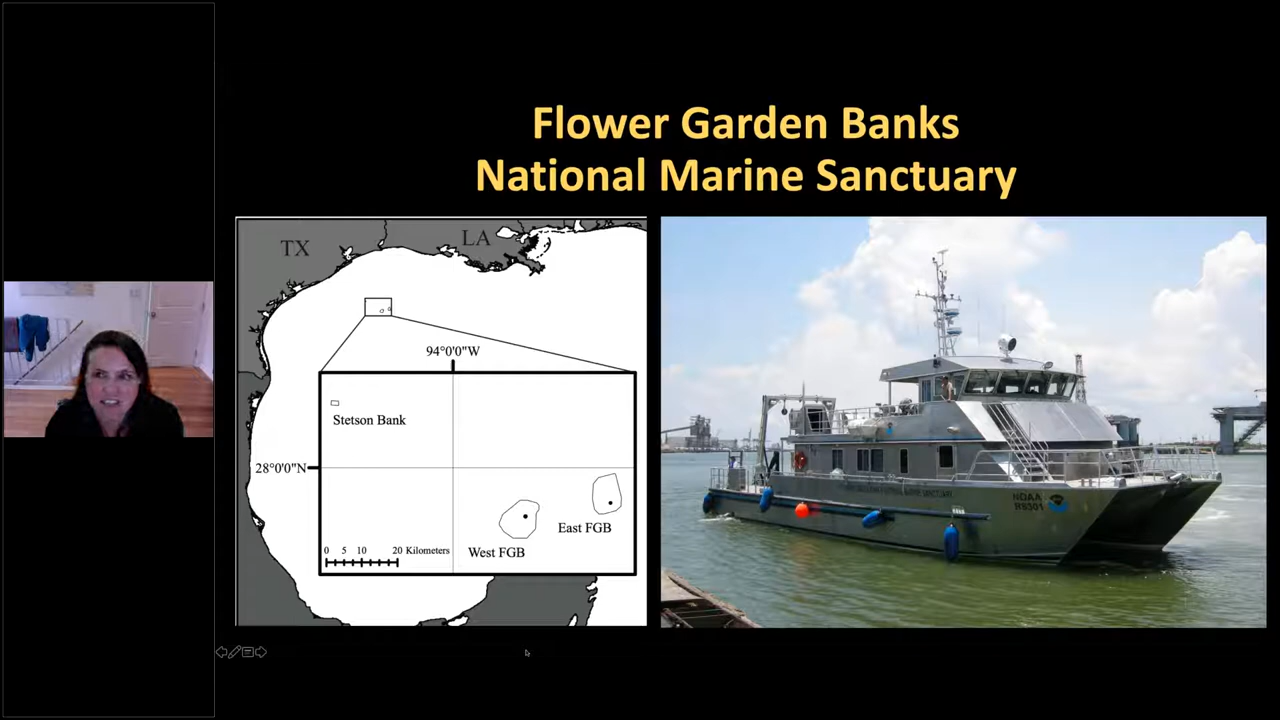 Flower Garden Banks
National Marine Sanctuary
TX
LA
94°0'0"W
Stetson Bank
28°0'0"N
East FGB
0 5 10 20 Kilometers
West FGB
NOAA
R8501